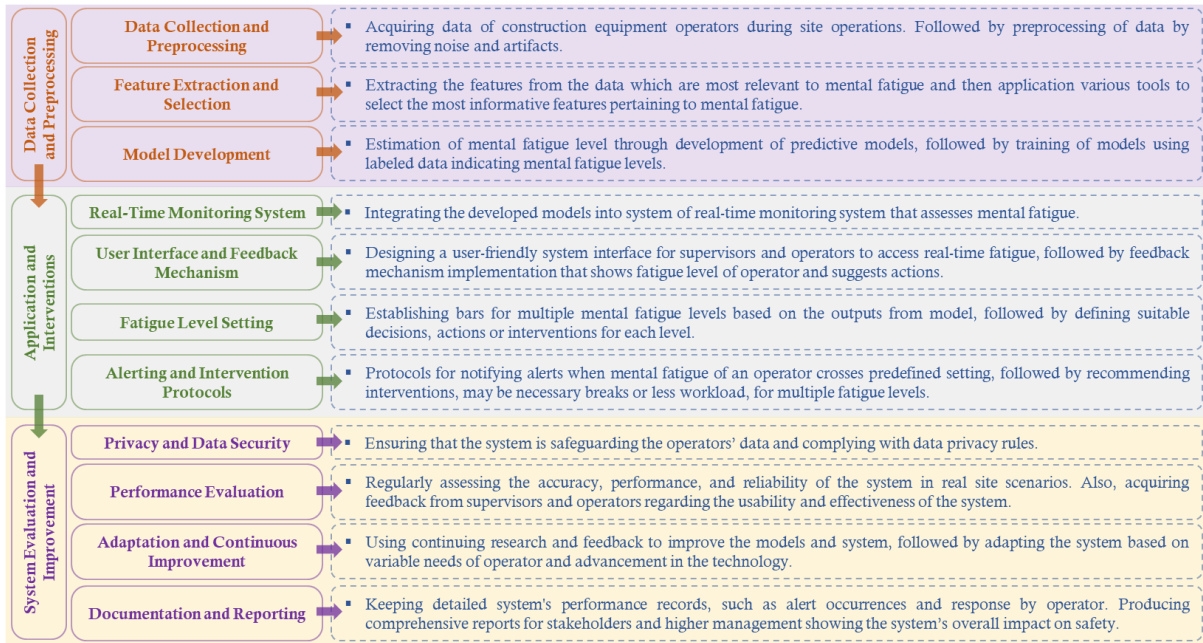 Data Collection
and Preprocessing
Data Collection and
Preprocessing
▪ Acquiring data of construction equipment operators during site operations. Followed by preprocessing of data by
removing noise and artifacts.
Feature Extraction and
Selection
▪ Extracting the features from the data which are most relevant to mental fatigue and then application various tools to
select the most informative features pertaining to mental fatigue.
Model Development
▪ Estimation of mental fatigue level through development of predictive models, followed by training of models using
labeled data indicating mental fatigue levels.
Application and
Interventions
Real-Time Monitoring System
▪ Integrating the developed models into system of real-time monitoring system that assesses mental fatigue.
User Interface and Feedback
Mechanism
▪ Designing a user-friendly system interface for supervisors and operators to access real-time fatigue, followed by feedback
mechanism implementation that shows fatigue level of operator and suggests actions.
Fatigue Level Setting
▪ Establishing bars for multiple mental fatigue levels based on the outputs from model, followed by defining suitable
decisions, actions or interventions for each level.
Alerting and Intervention
Protocols
▪ Protocols for notifying alerts when mental fatigue of an operator crosses predefined setting, followed by recommending
interventions, may be necessary breaks or less workload, for multiple fatigue levels.
System Evaluation and
Improvement
Privacy and Data Security
▪ Ensuring that the system is safeguarding the operators' data and complying with data privacy rules.
Performance Evaluation
▪ Regularly assessing the accuracy, performance, and reliability of the system in real site scenarios. Also, acquiring
feedback from supervisors and operators regarding the usability and effectiveness of the system.
Adaptation and Continuous
Improvement
▪ Using continuing research and feedback to improve the models and system, followed by adapting the system based on
variable needs of operator and advancement in the technology.
Documentation and Reporting
▪ Keeping detailed system's performance records, such as alert occurrences and response by operator. Producing
comprehensive reports for stakeholders and higher management showing the system's overall impact on safety.